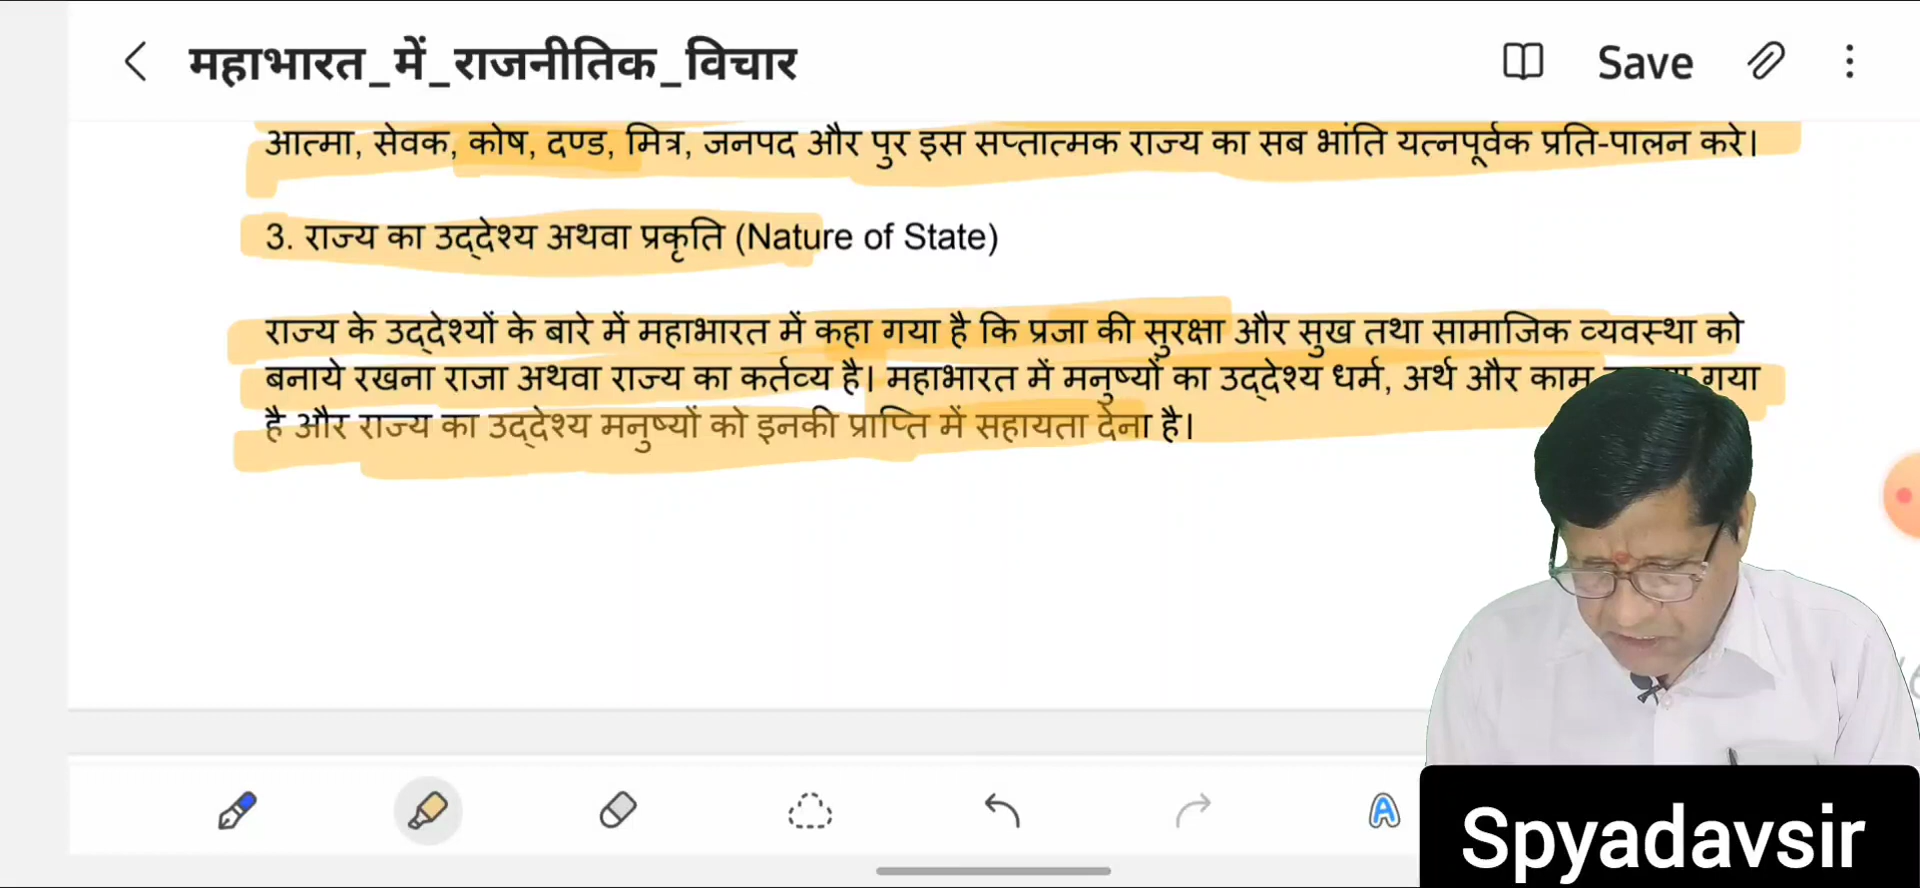 महाभारत_में_राजनीतिक_विचार
Save
आत्मा, सेवक, कोष, दण्ड, मित्र, जनपद और पुर इस सप्तात्मक राज्य का सब भांति यत्नपूर्वक प्रति-पालन करे।
3. राज्य का उद्देश्य अथवा प्रकृति (Nature of State)
राज्य के उद्देश्यों के बारे में महाभारत में कहा गया है कि प्रजा की सुरक्षा और सुख तथा सामाजिक व्यवस्था को
बनाये रखना राजा अथवा राज्य का कर्तव्य है। महाभारत में मनुष्यों का उद्देश्य धर्म, अर्थ और काम गया
है और राज्य का उद्देश्य मनुष्यों को इनकी प्राप्ति में सहायता देना है।
A
Spyadavsir